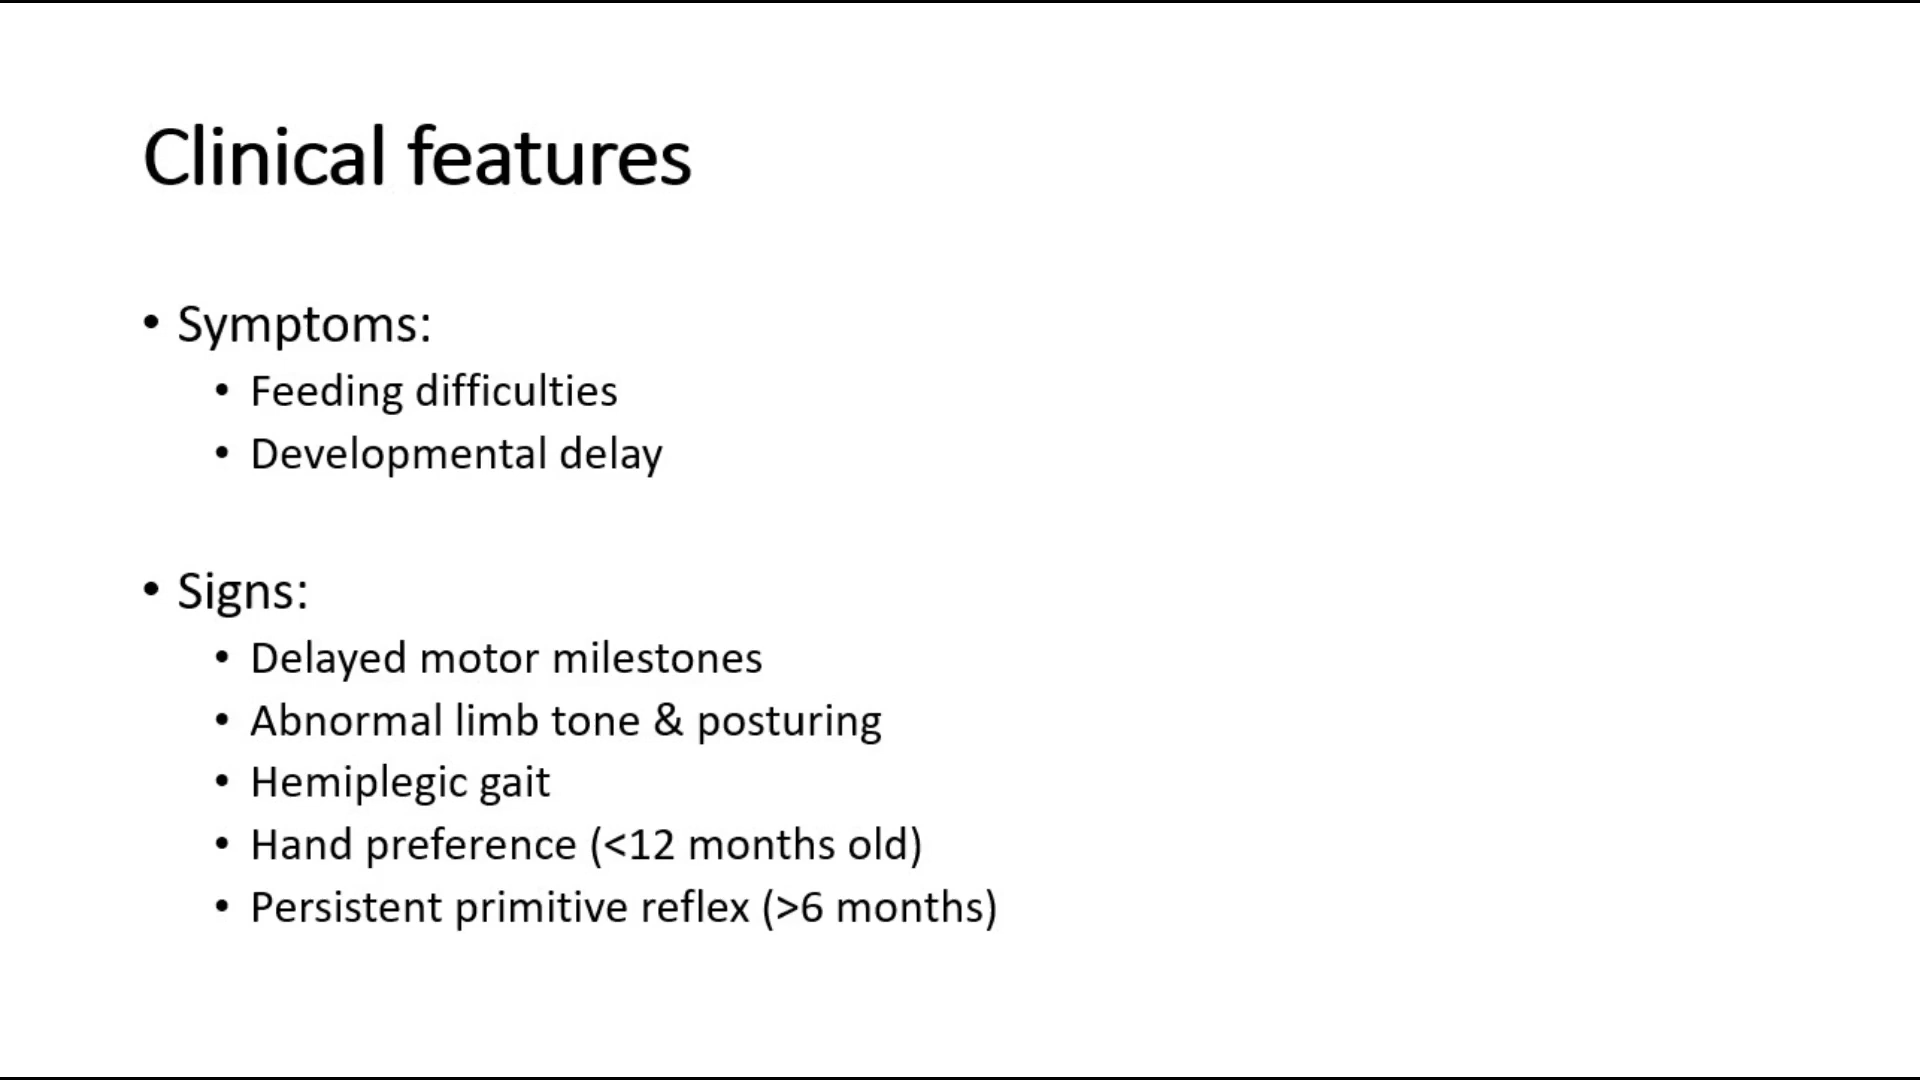 Clinical features
• Symptoms:
• Feeding difficulties
• Developmental delay
• Signs:
• Delayed motor milestones
• Abnormal limb tone & posturing
• Hemiplegic gait
• Hand preference (<12 months old)
• Persistent primitive reflex (>6 months)